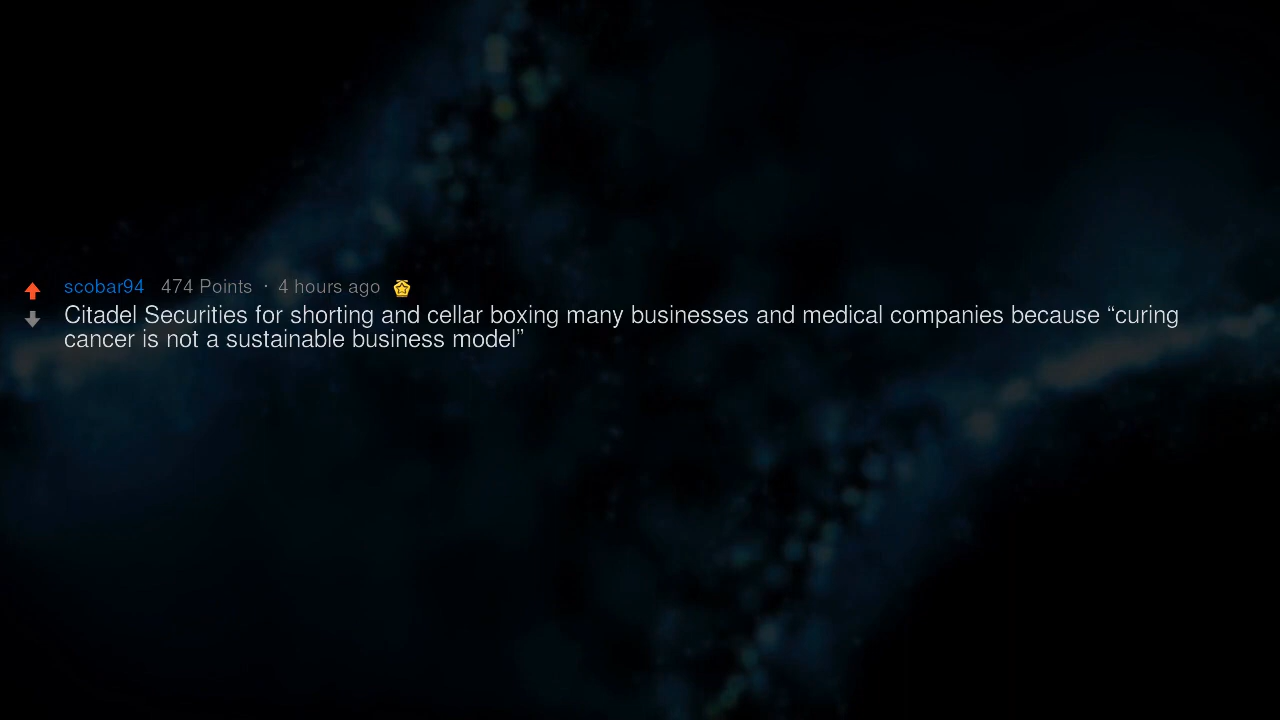 scobar94 474 Points · 4 hours ago
Citadel Securities for shorting and cellar boxing many businesses and medical companies because “curing
cancer is not a sustainable business model”